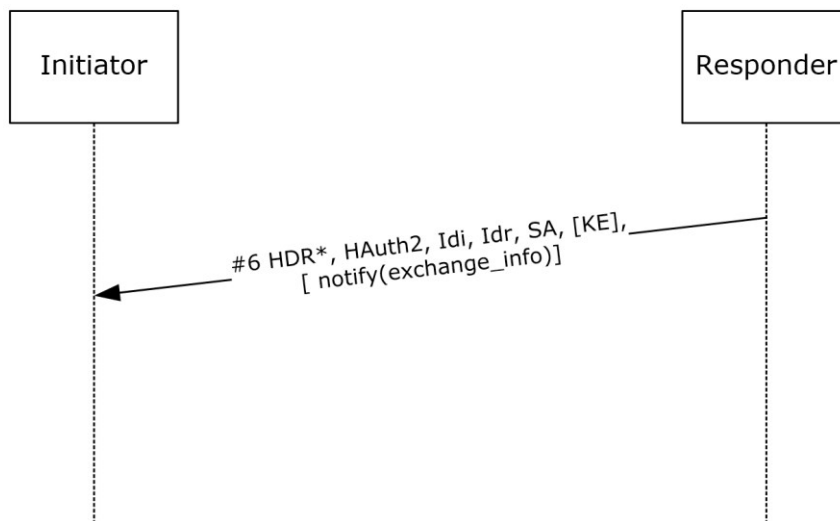 Initiator
Responder
#6 HDR*, HAuth2, Idi, Idr, SA, [KE],
[ notify(exchange_info)]